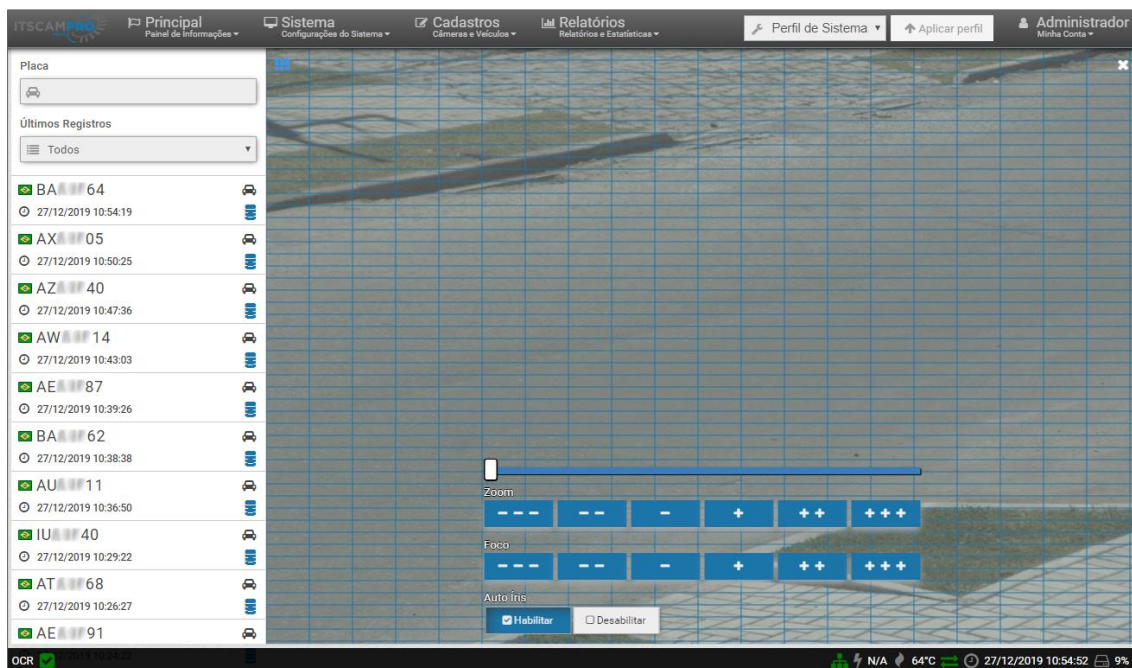 ITSCAMPRO
Principal
Painel de Informações
Sistema
Configurações do Sistema
Cadastros
Câmeras e Veículos
Relatórios
Relatórios e Estatísticas
Perfil de Sistema
Aplicar perfil
Administrador
Minha Conta
Placa
Últimos Registros
Todos
BA 64
27/12/2019 10:54:19
AX 05
27/12/2019 10:50:25
AZ 40
27/12/2019 10:47:36
AW 14
27/12/2019 10:43:03
AE 87
27/12/2019 10:39:26
BA 62
27/12/2019 10:38:38
AU 11
27/12/2019 10:36:50
IU 40
27/12/2019 10:29:22
AT 68
27/12/2019 10:26:27
AE 91
Zoom
--- -- - + ++ +++
Foco
--- -- - + ++ +++
Auto Íris
Habilitar Desabilitar
OCR
N/A 64°C 27/12/2019 10:54:52 9%